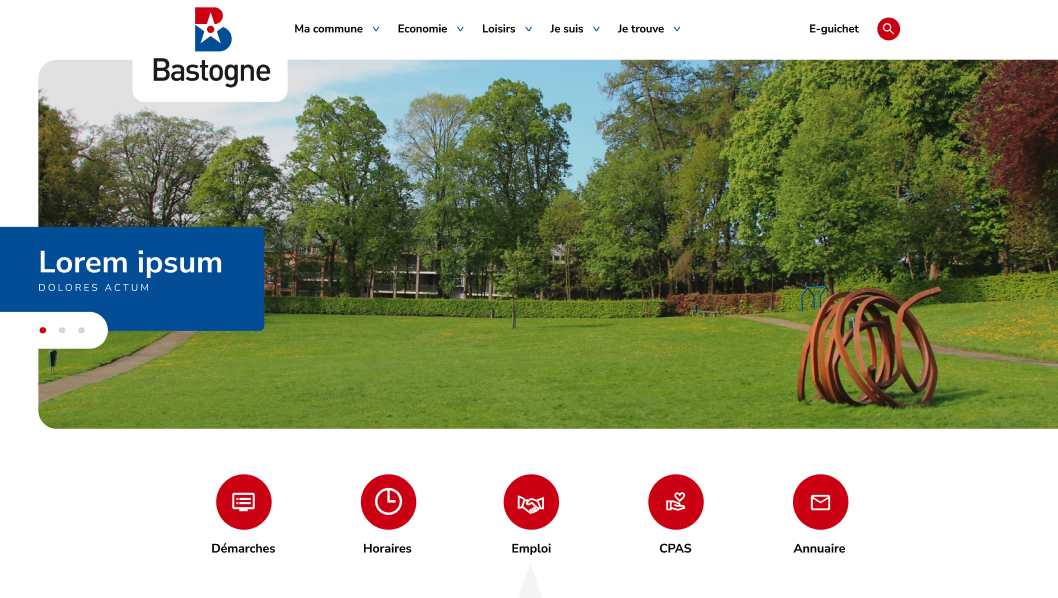 Ma commune
Economie
Loisirs
Je suis
Je trouve
E-guichet
Bastogne
Lorem ipsum
DOLORES ACTUM
Démarches
Horaires
Emploi
CPAS
Annuaire